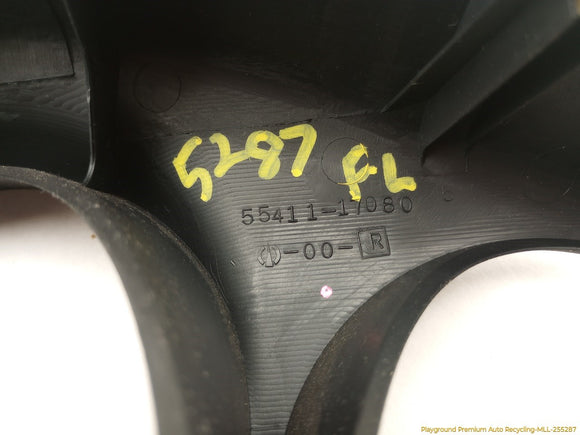 5287 FL
55411-17080
-00-R
Playground Premium Auto Recycling-MLL-255287